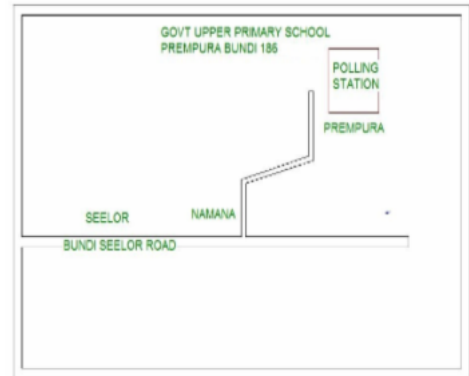 GOVT UPPER PRIMARY SCHOOL
PREMPURA BUNDI 186
POLLING
STATION
PREMPURA
SEELOR
NAMANA
BUNDI SEELOR ROAD